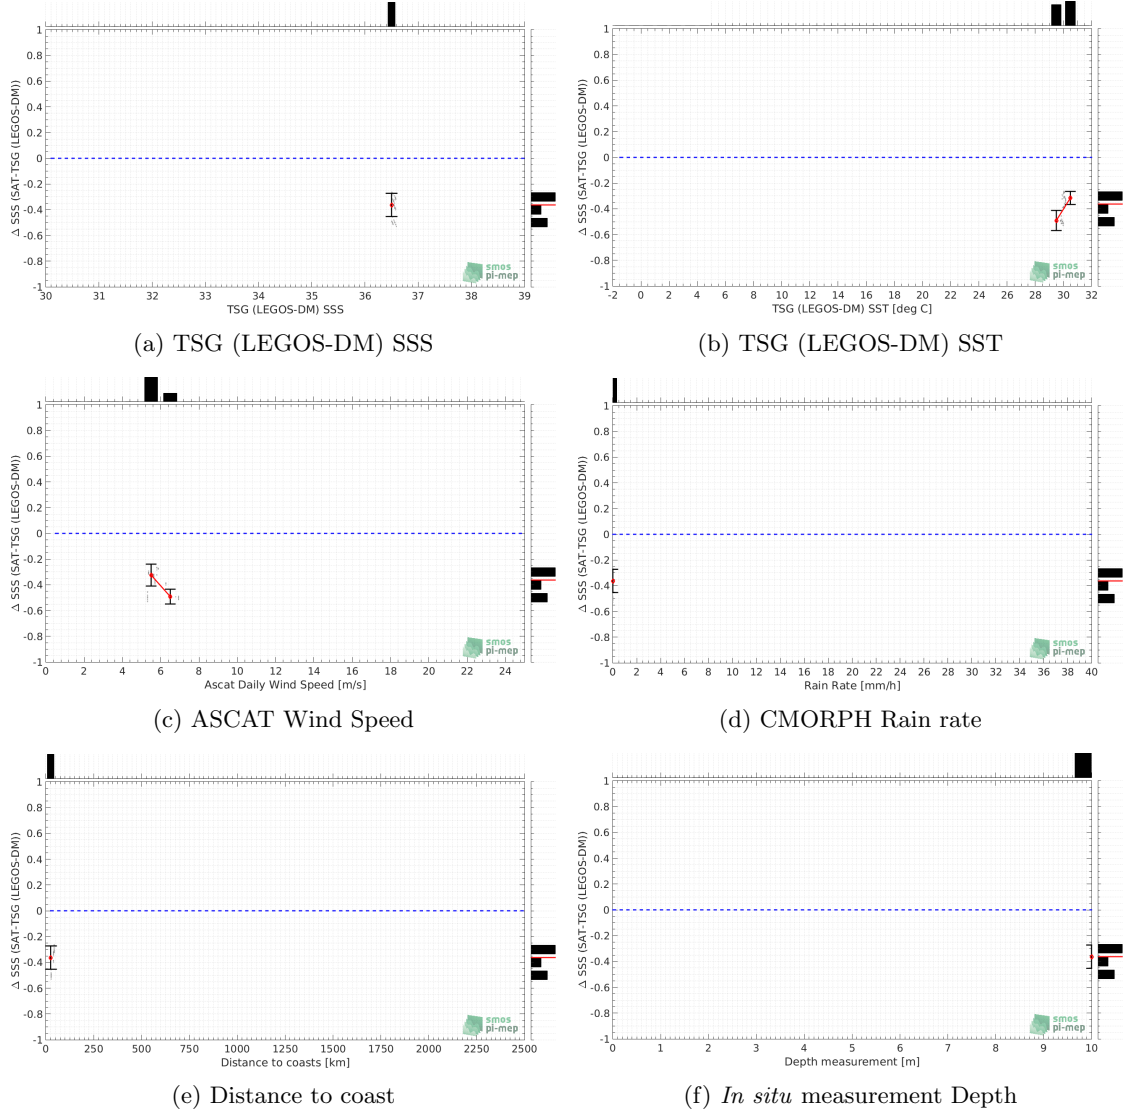 1
0.8
0.6
0.4
0.2
0
-0.2
-0.4
-0.6
-0.8
-1
Δ SSS (SAT-TSG (LEGOS-DM))
30 31 32 33 34 35 36 37 38 39
TSG (LEGOS-DM) SSS
smos
pi-mep
(a) TSG (LEGOS-DM) SSS
1
0.8
0.6
0.4
0.2
0
-0.2
-0.4
-0.6
-0.8
-1
Δ SSS (SAT-TSG (LEGOS-DM))
-2 0 2 4 6 8 10 12 14 16 18 20 22 24 26 28 30 32
TSG (LEGOS-DM) SST [deg C]
smos
pi-mep
(b) TSG (LEGOS-DM) SST
1
0.8
0.6
0.4
0.2
0
-0.2
-0.4
-0.6
-0.8
-1
Δ SSS (SAT-TSG (LEGOS-DM))
0 2 4 6 8 10 12 14 16 18 20 22 24
Ascat Daily Wind Speed [m/s]
smos
pi-mep
(c) ASCAT Wind Speed
1
0.8
0.6
0.4
0.2
0
-0.2
-0.4
-0.6
-0.8
-1
Δ SSS (SAT-TSG (LEGOS-DM))
0 2 4 6 8 10 12 14 16 18 20 22 24 26 28 30 32 34 36 38 40
Rain Rate [mm/h]
smos
pi-mep
(d) CMORPH Rain rate
1
0.8
0.6
0.4
0.2
0
-0.2
-0.4
-0.6
-0.8
-1
Δ SSS (SAT-TSG (LEGOS-DM))
0 250 500 750 1000 1250 1500 1750 2000 2250 2500
Distance to coasts [km]
smos
pi-mep
(e) Distance to coast
1
0.8
0.6
0.4
0.2
0
-0.2
-0.4
-0.6
-0.8
-1
Δ SSS (SAT-TSG (LEGOS-DM))
0 1 2 3 4 5 6 7 8 9 10
Depth measurement [m]
smos
pi-mep
(f) In situ measurement Depth